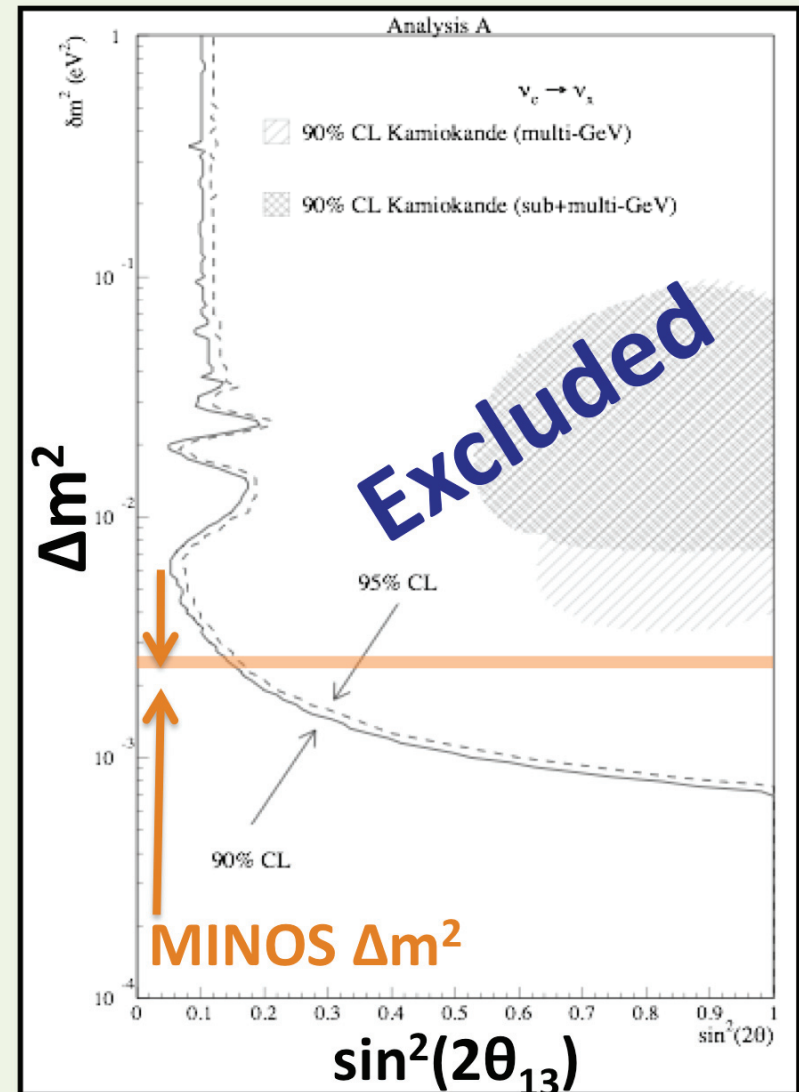 Analysis A
1
δm² (eV²)
νₑ → νₓ
90% CL Kamiokande (multi-GeV)
90% CL Kamiokande (sub+multi-GeV)
10⁻¹
Excluded
Δm²
10⁻²
95% CL
10⁻³
90% CL
MINOS Δm²
10⁻⁴
0 0.1 0.2 0.3 0.4 0.5 0.6 0.7 0.8 0.9 1
sin²(2θ)
sin²(2θ₁₃)